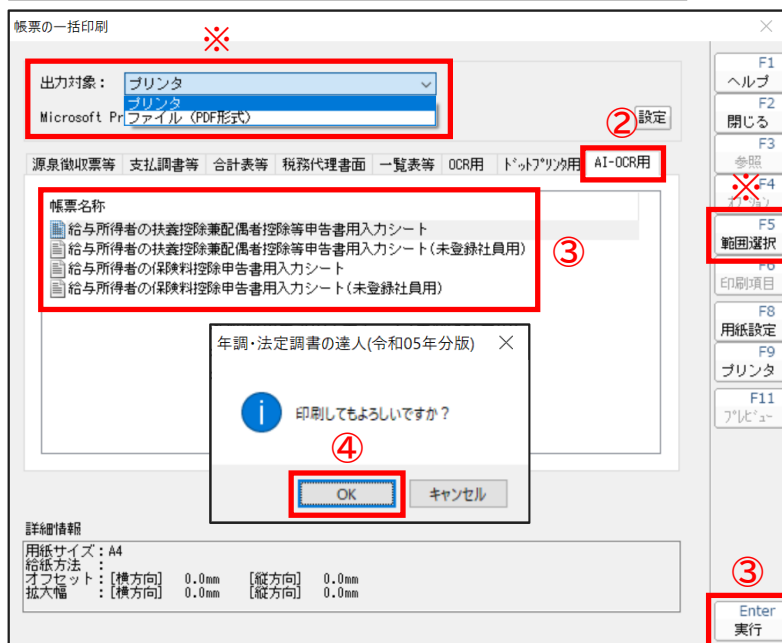 帳票の一括印刷
※
出力対象： プリンタ
プリンタ
Microsoft Pr ファイル（PDF形式）
② 設定
源泉徴収票等 支払調書等 合計表等 税務代理書面 一覧表等 OCR用 ﾄﾞｯﾄﾌﾟﾘﾝﾀ用 AI-OCR用
帳票名称
給与所得者の扶養控除兼配偶者控除等申告書用入力シート
給与所得者の扶養控除兼配偶者控除等申告書用入力シート(未登録社員用)
給与所得者の保険料控除申告書用入力シート
給与所得者の保険料控除申告書用入力シート(未登録社員用)
③
年調・法定調書の達人(令和05年分版)
印刷してもよろしいですか？
④
OK キャンセル
詳細情報
用紙サイズ：A4
給紙方法 ：
オフセット：[横方向] 0.0mm [縦方向] 0.0mm
拡大幅 ：[横方向] 0.0mm [縦方向] 0.0mm
※
F1
ヘルプ
F2
閉じる
F3
参照
※
F4
F5
範囲選択
F6
印刷項目
F8
用紙設定
F9
プリンタ
F11
ﾌﾟﾚﾋﾞｭｰ
③
Enter
実行